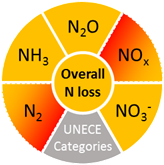 N₂O
NH₃
NOₓ
Overall
N loss
N₂
NO₃⁻
UNECE
Categories